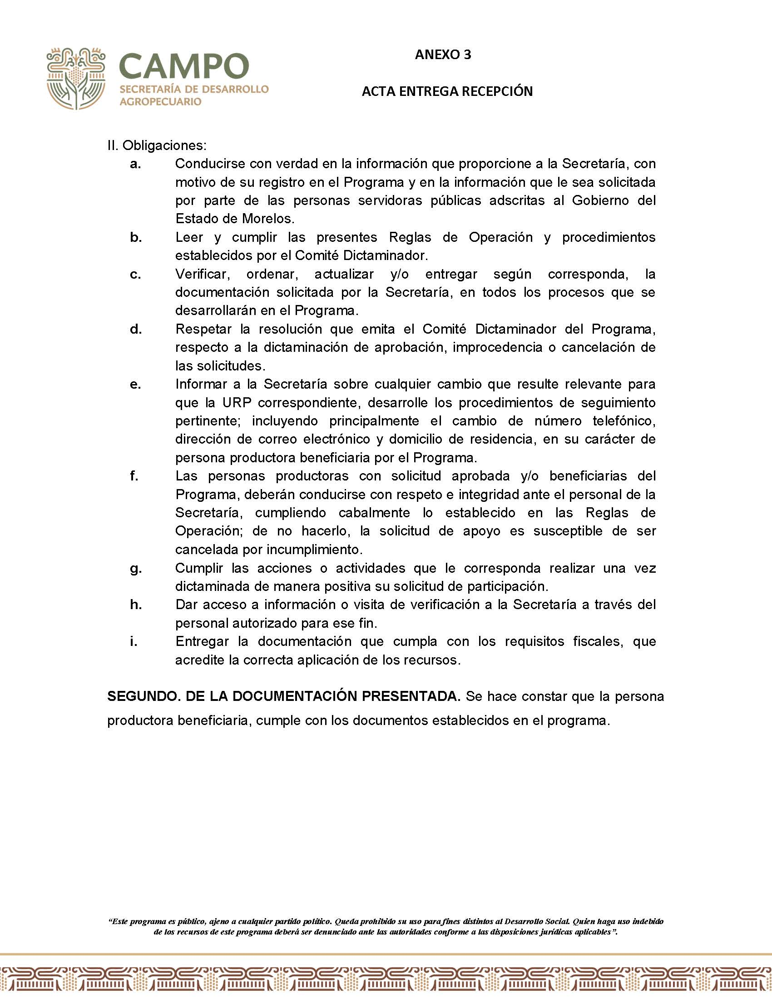 CAMPO
SECRETARÍA DE DESARROLLO
AGROPECUARIO
ANEXO 3
ACTA ENTREGA RECEPCIÓN
II. Obligaciones:
a. Conducirse con verdad en la información que proporcione a la Secretaría, con
motivo de su registro en el Programa y en la información que le sea solicitada
por parte de las personas servidoras públicas adscritas al Gobierno del
Estado de Morelos.
b. Leer y cumplir las presentes Reglas de Operación y procedimientos
establecidos por el Comité Dictaminador.
c. Verificar, ordenar, actualizar y/o entregar según corresponda, la
documentación solicitada por la Secretaría, en todos los procesos que se
desarrollarán en el Programa.
d. Respetar la resolución que emita el Comité Dictaminador del Programa,
respecto a la dictaminación de aprobación, improcedencia o cancelación de
las solicitudes.
e. Informar a la Secretaría sobre cualquier cambio que resulte relevante para
que la URP correspondiente, desarrolle los procedimientos de seguimiento
pertinente; incluyendo principalmente el cambio de número telefónico,
dirección de correo electrónico y domicilio de residencia, en su carácter de
persona productora beneficiaria por el Programa.
f. Las personas productoras con solicitud aprobada y/o beneficiarias del
Programa, deberán conducirse con respeto e integridad ante el personal de la
Secretaría, cumpliendo cabalmente lo establecido en las Reglas de
Operación; de no hacerlo, la solicitud de apoyo es susceptible de ser
cancelada por incumplimiento.
g. Cumplir las acciones o actividades que le corresponda realizar una vez
dictaminada de manera positiva su solicitud de participación.
h. Dar acceso a información o visita de verificación a la Secretaría a través del
personal autorizado para ese fin.
i. Entregar la documentación que cumpla con los requisitos fiscales, que
acredite la correcta aplicación de los recursos.
SEGUNDO. DE LA DOCUMENTACIÓN PRESENTADA. Se hace constar que la persona
productora beneficiaria, cumple con los documentos establecidos en el programa.
“Este programa es público, ajeno a cualquier partido político. Queda prohibido su uso para fines distintos al Desarrollo Social. Quien haga uso indebido
de los recursos de este programa deberá ser denunciado ante las autoridades conforme a las disposiciones jurídicas aplicables”.